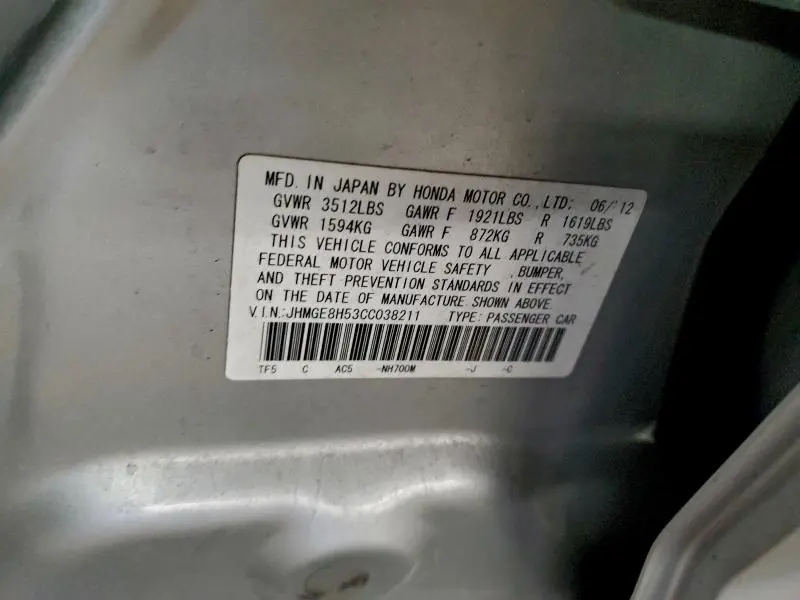 MFD. IN JAPAN BY HONDA MOTOR CO., LTD; 06/'12
GVWR 3512LBS GAWR F 1921LBS R 1619LBS
GVWR 1594KG GAWR F 872KG R 735KG
THIS VEHICLE CONFORMS TO ALL APPLICABLE
FEDERAL MOTOR VEHICLE SAFETY , BUMPER,
AND THEFT PREVENTION STANDARDS IN EFFECT
ON THE DATE OF MANUFACTURE SHOWN ABOVE.
V.I.N.:JHMGE8H53CC038211 TYPE: PASSENGER CAR
TF5 C AC5 -NH700M -J -C